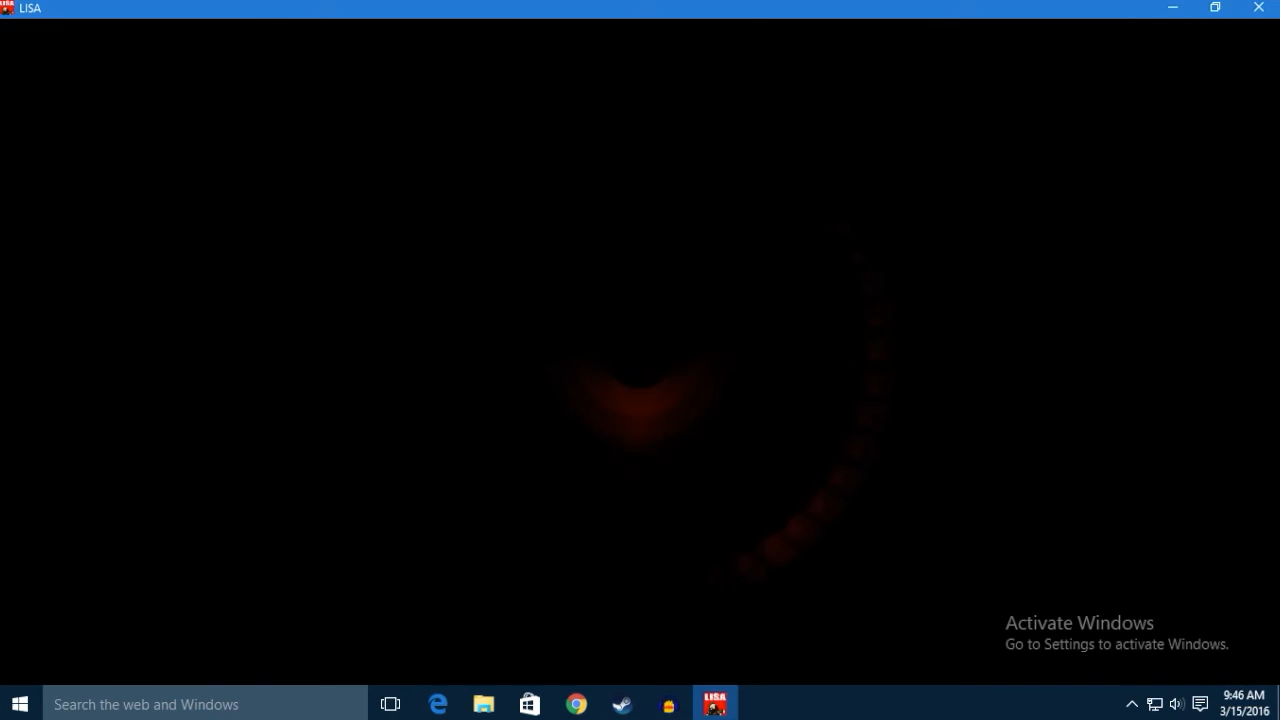 LISA
Activate Windows
Go to Settings to activate Windows.
Search the web and Windows
LISA
9:46 AM
3/15/2016